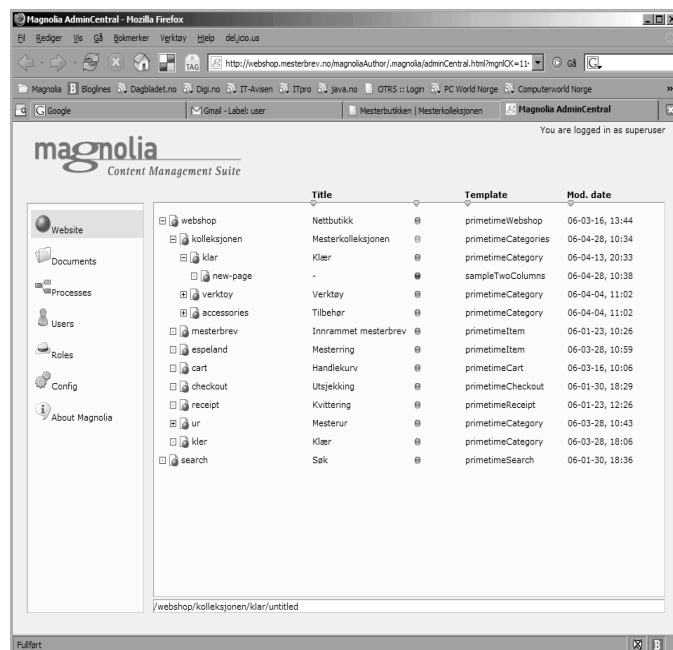 Magnolia AdminCentral - Mozilla Firefox
Fil Rediger Vis Gå Bokmerker Verktøy Hjelp del.icio.us
TAG http://webshop.mesterbrev.no/magnoliaAuthor/.magnolia/adminCentral.html?mgnlCK=11 Gå G
Magnolia Bloglines Dagbladet.no Digi.no IT-Avisen ITpro java.no OTRS :: Login PC World Norge Computerworld Norge »
Google Gmail - Label: user Mesterbutikken | Mesterkolleksjonen Magnolia AdminCentral
You are logged in as superuser
magnolia
Content Management Suite
Title Template Mod. date
Website
Documents
Processes
Users
Roles
Config
About Magnolia
webshop Nettbutikk primetimeWebshop 06-03-16, 13:44
kolleksjonen Mesterkolleksjonen primetimeCategories 06-04-28, 10:34
klar Klær primetimeCategory 06-04-13, 20:33
new-page - sampleTwoColumns 06-04-28, 10:38
verktoy Verktøy primetimeCategory 06-04-04, 11:02
accessories Tilbehør primetimeCategory 06-04-04, 11:02
mesterbrev Innrammet mesterbrev primetimeItem 06-01-23, 10:26
espeland Mesterring primetimeItem 06-03-28, 10:59
cart Handlekurv primetimeCart 06-03-16, 10:06
checkout Utsjekking primetimeCheckout 06-01-30, 18:29
receipt Kvittering primetimeReceipt 06-01-23, 12:26
ur Mesterur primetimeCategory 06-03-28, 10:43
kler Klær primetimeCategory 06-03-28, 18:06
search Søk primetimeSearch 06-01-30, 18:36
/webshop/kolleksjonen/klar/untitled
Fullført